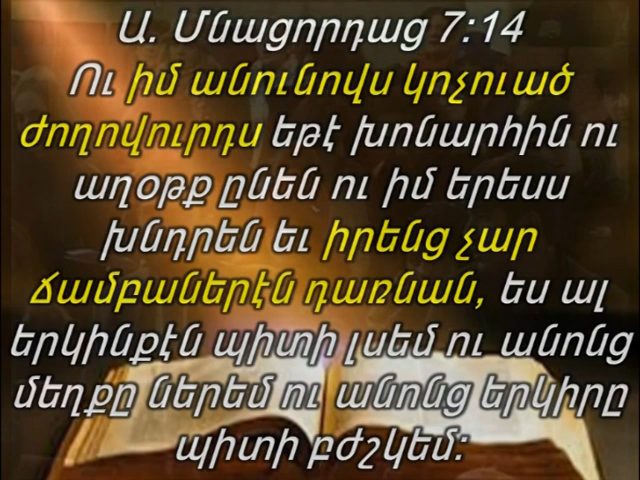 Ա. Մնացորդաց 7:14
Ու իմ անունովս կոչուած
ժողովուրդս եթէ խոնարհին ու
աղօթք ընեն ու իմ երեսս
խնդրեն եւ իրենց չար
ճամբաներէն դառնան, ես ալ
երկինքէն պիտի լսեմ ու անոնց
մեղքը ներեմ ու անոնց երկիրը
պիտի բժշկեմ: